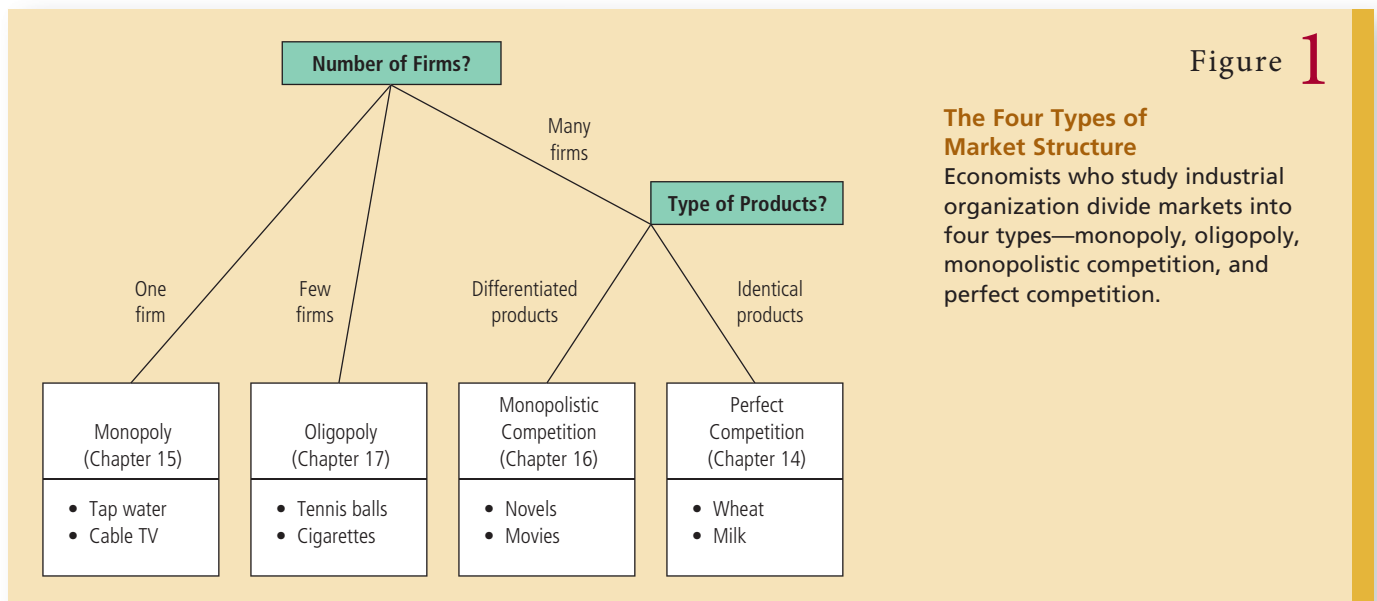 Number of Firms?
Figure 1
The Four Types of
Market Structure
Economists who study industrial
organization divide markets into
four types—monopoly, oligopoly,
monopolistic competition, and
perfect competition.
Many
firms
Type of Products?
One
firm
Few
firms
Differentiated
products
Identical
products
Monopoly
(Chapter 15)
• Tap water
• Cable TV
Oligopoly
(Chapter 17)
• Tennis balls
• Cigarettes
Monopolistic
Competition
(Chapter 16)
• Novels
• Movies
Perfect
Competition
(Chapter 14)
• Wheat
• Milk